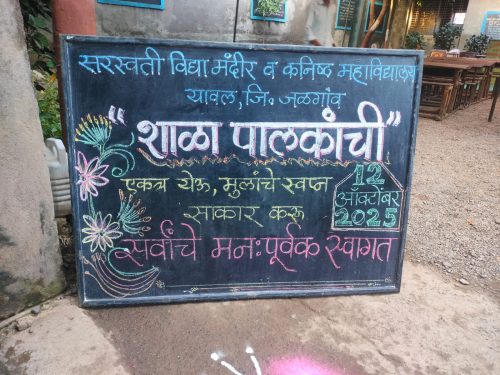 सरस्वती विद्या मंदीर व कनिष्ठ महाविद्यालय
यावल, जि. जळगांव
"शाळा पालकांची"
एकत्र येऊ, मुलांचे स्वप्न
साकार करू
12
ऑक्टोंबर
2025
सर्वांचे मनःपूर्वक स्वागत